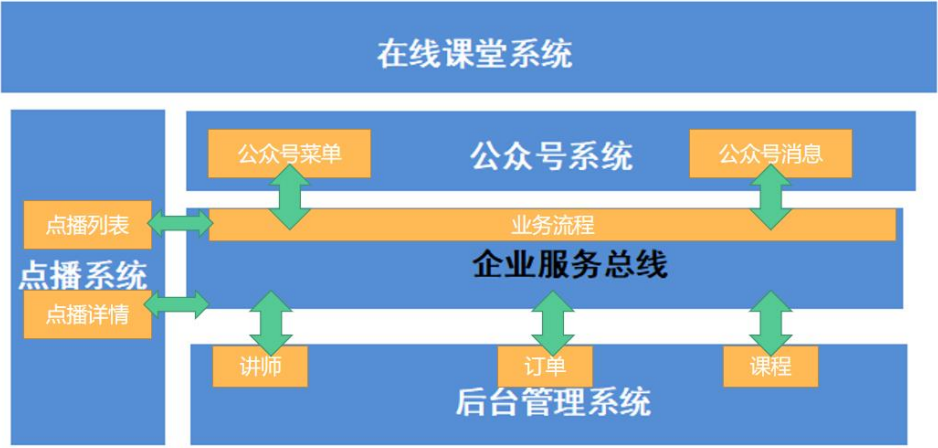 在线课堂系统
公众号菜单
公众号系统
公众号消息
点播列表
业务流程
点播系统
企业服务总线
点播详情
讲师
订单
课程
后台管理系统